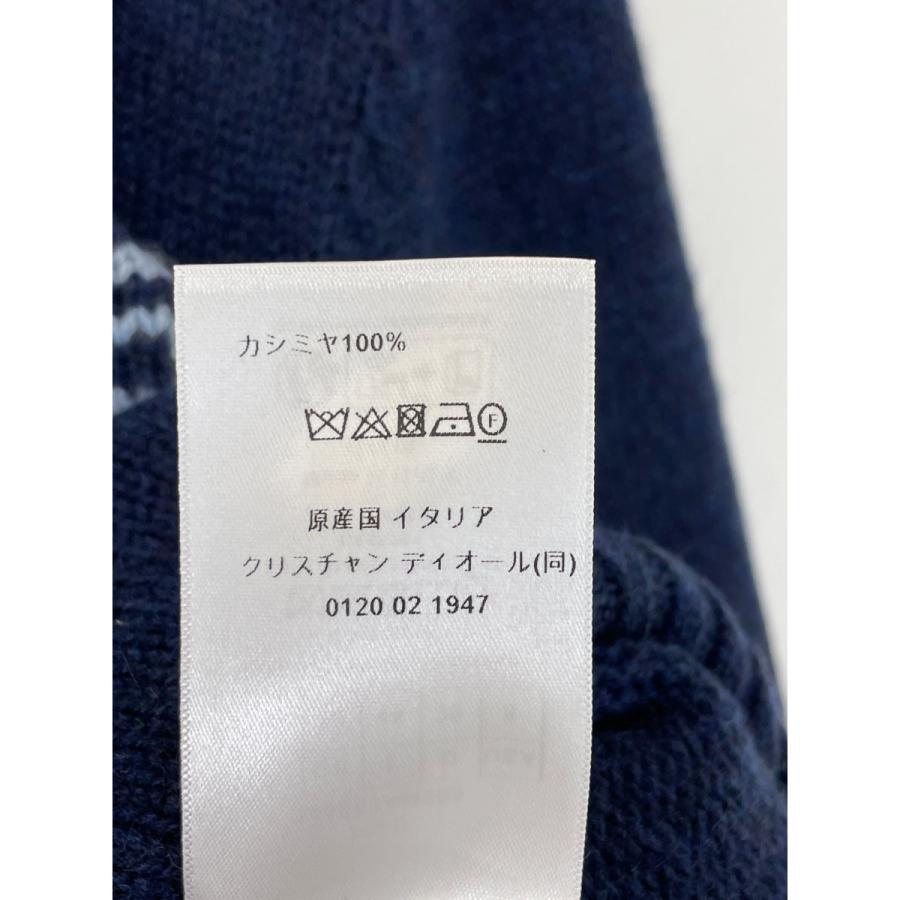 カシミヤ100%
F
原産国 イタリア
クリスチャン ディオール(同)
0120 02 1947